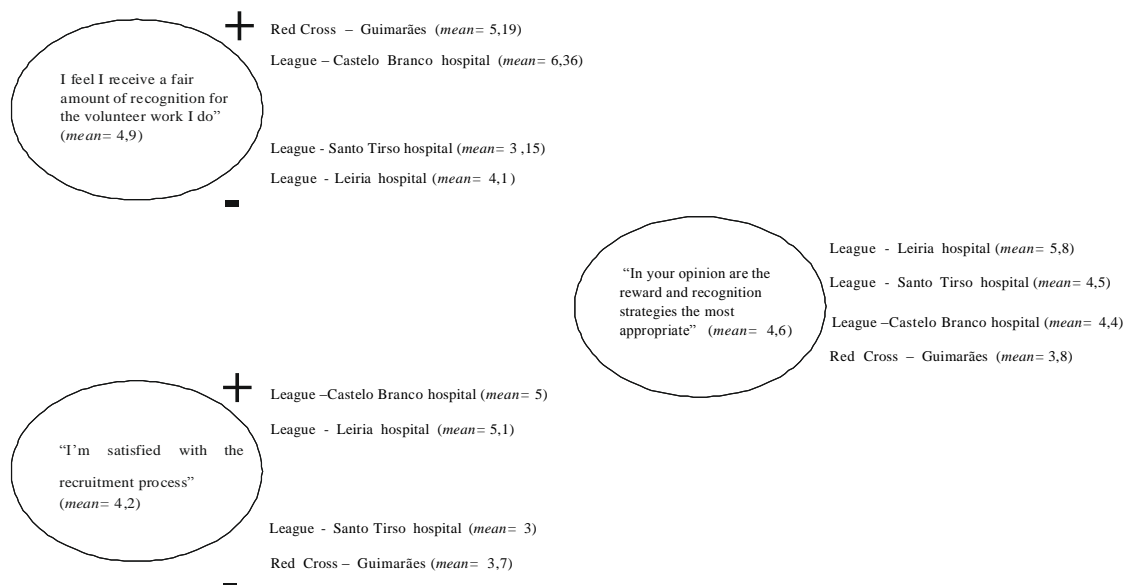 +
Red Cross – Guimarães (mean= 5,19)
League – Castelo Branco hospital (mean= 6,36)
I feel I receive a fair
amount of recognition for
the volunteer work I do”
(mean= 4,9)
League - Santo Tirso hospital (mean= 3 ,15)
League - Leiria hospital (mean= 4,1)
-
“In your opinion are the
reward and recognition
strategies the most
appropriate” (mean= 4,6)
League - Leiria hospital (mean= 5,8)
League - Santo Tirso hospital (mean= 4,5)
League –Castelo Branco hospital (mean= 4,4)
Red Cross – Guimarães (mean= 3,8)
+
League –Castelo Branco hospital (mean= 5)
League - Leiria hospital (mean= 5,1)
“I’m satisfied with the
recruitment process”
(mean= 4,2)
League - Santo Tirso hospital (mean= 3)
Red Cross – Guimarães (mean= 3,7)
-